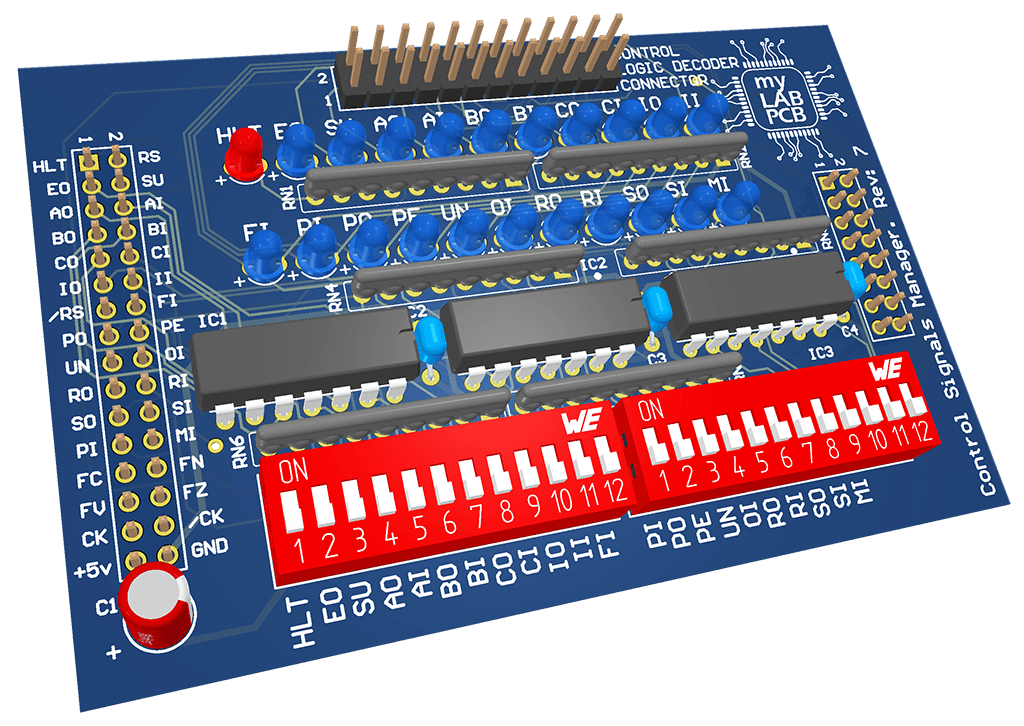 CONTROL
LOGIC DECODER
CONNECTOR
2
1
my
LAB
PCB
HLT EO SU AO AI BO BI CO CI IO II
+
RN1
FI RI PO PE UN OI RO RI SO SI MI
+
RN4
IC2
1 2
HLT RS
EO SU
AO AI
BO BI
CO CI
IO II
/RS FI
PO PE
UN OI
RO RI
SO SI
PI MI
FC FN
FV FZ
CK /CK
+5v GND
C1
+
1 2
Control Signals Manager. Rev: 7
IC1
C2
C3
C4
IC3
RN6
ON WE
1 2 3 4 5 6 7 8 9 10 11 12
ON WE
1 2 3 4 5 6 7 8 9 10 11 12
HLT EO SU AO AI BO BI CO CI IO II FI
PI PO PE UN OI RO RI SO SI MI